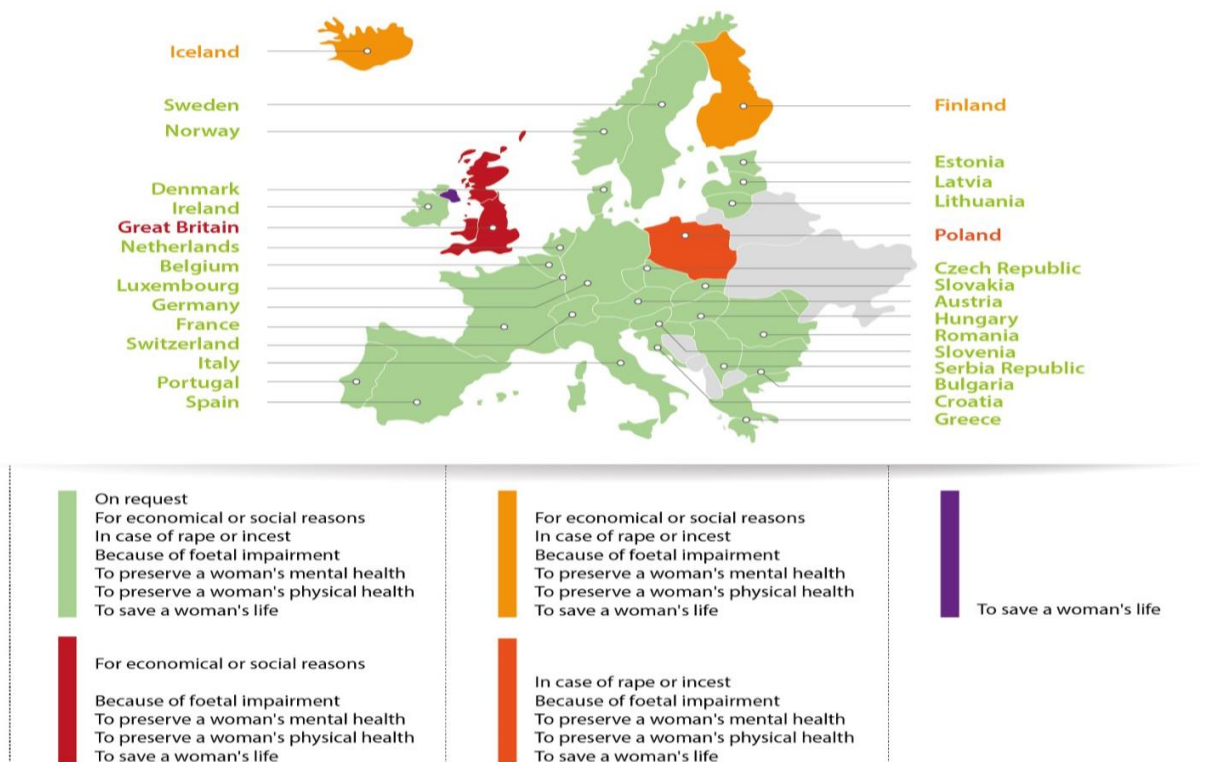 Iceland
Sweden
Norway
Denmark
Ireland
Great Britain
Netherlands
Belgium
Luxembourg
Germany
France
Switzerland
Italy
Portugal
Spain
Finland
Estonia
Latvia
Lithuania
Poland
Czech Republic
Slovakia
Austria
Hungary
Romania
Slovenia
Serbia Republic
Bulgaria
Croatia
Greece
On request
For economical or social reasons
In case of rape or incest
Because of foetal impairment
To preserve a woman's mental health
To preserve a woman's physical health
To save a woman's life
For economical or social reasons
In case of rape or incest
Because of foetal impairment
To preserve a woman's mental health
To preserve a woman's physical health
To save a woman's life
To save a woman's life
For economical or social reasons
Because of foetal impairment
To preserve a woman's mental health
To preserve a woman's physical health
To save a woman's life
In case of rape or incest
Because of foetal impairment
To preserve a woman's mental health
To preserve a woman's physical health
To save a woman's life